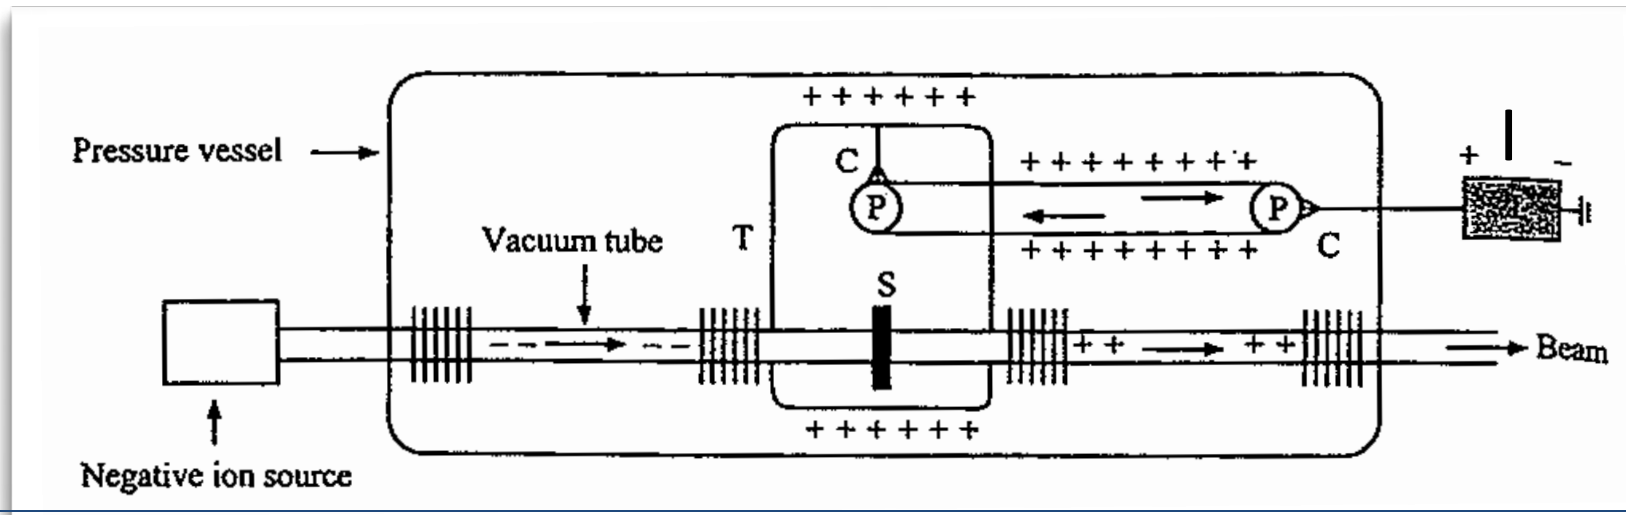 + + + + + +
Pressure vessel
C
+ + + + + + + +
+ −
P
P
Vacuum tube
T
+ + + + + + + +
C
S
− − − −
+ + + +
Beam
+ + + + + +
Negative ion source